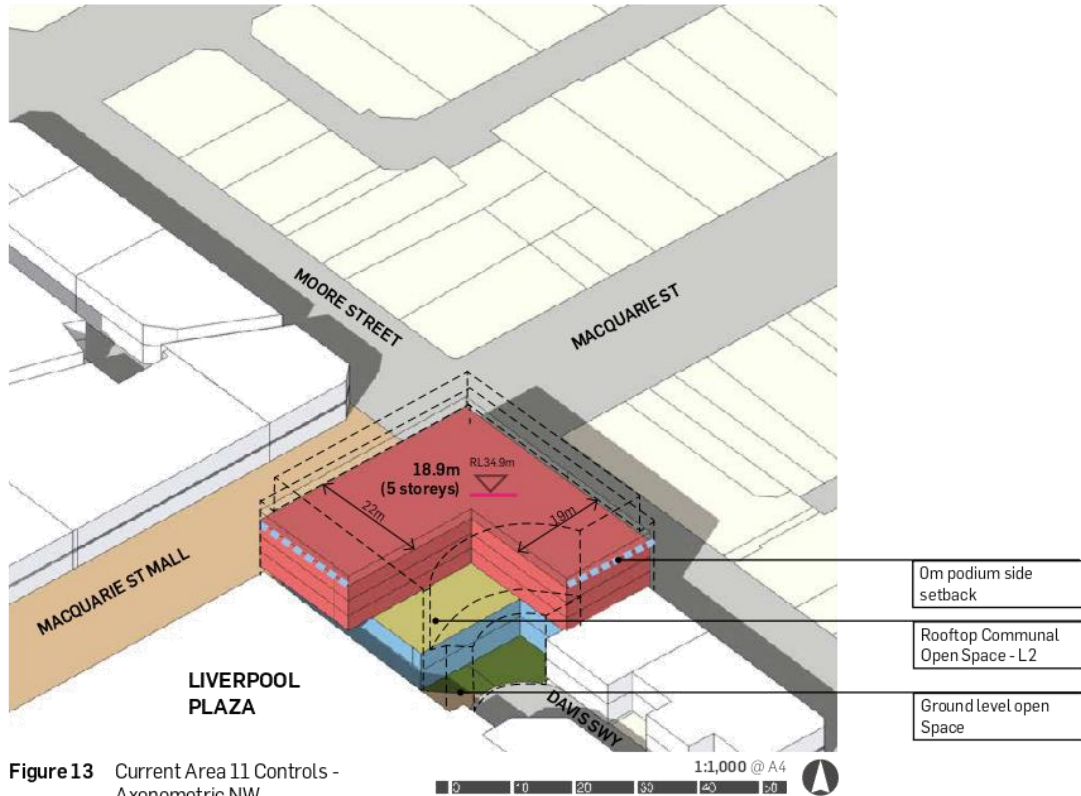 MOORE STREET
MACQUARIE ST
18.9m
(5 storeys)
RL34.9m
22m
19m
MACQUARIE ST MALL
0m podium side
setback
Rooftop Communal
Open Space - L2
Ground level open
Space
LIVERPOOL
PLAZA
DAVIS SWY
Figure 13 Current Area 11 Controls -
Axonometric NW
1:1,000 @ A4
0 10 20 30 40 50